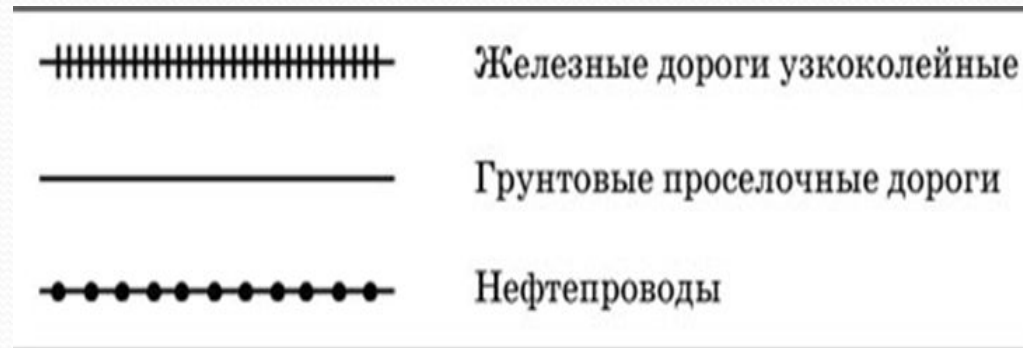 Железные дороги узкоколейные
Грунтовые проселочные дороги
Нефтепроводы